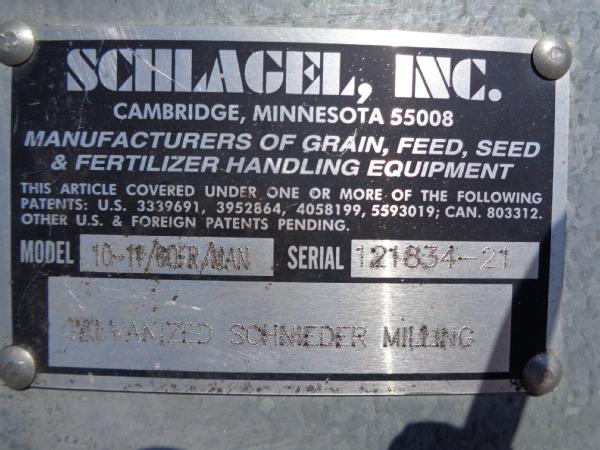 SCHLAGEL, INC.
CAMBRIDGE, MINNESOTA 55008
MANUFACTURERS OF GRAIN, FEED, SEED
& FERTILIZER HANDLING EQUIPMENT
THIS ARTICLE COVERED UNDER ONE OR MORE OF THE FOLLOWING
PATENTS: U.S. 3339691, 3952864, 4058199, 5593019; CAN. 803312.
OTHER U.S. & FOREIGN PATENTS PENDING.
MODEL SERIAL 121834-21
GALVANIZED SCHNIEDER MILLING